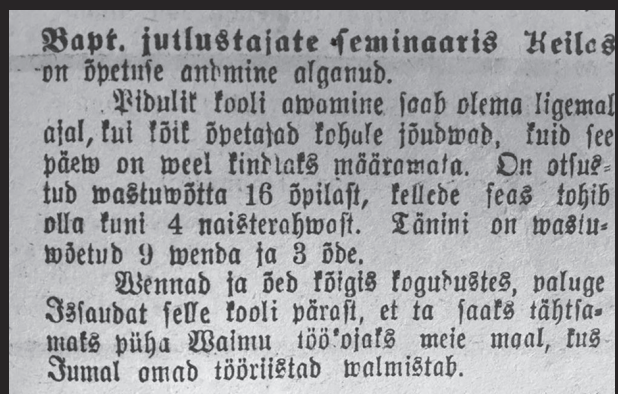 Bapt. jutlustajate seminaaris Keilas
on õpetuse andmine alganud.
Pidulik kooli awamine saab olema ligemal
ajal, kui kõik õpetajad kohale jõudwad, kuid see
päew on weel kindlaks määramata. On otsus-
tud wastuwõtta 16 õpilast, kellede seas tohib
olla kuni 4 naisterahwast. Tänini on wastu-
wõetud 9 wenda ja 3 õde.
Wennad ja õed kõigis kogudustes, paluge
Issandat selle kooli pärast, et ta saaks tähtsa-
maks püha Waimu töökojaks meie maal, kus
Jumal omad tööriistad walmistab.